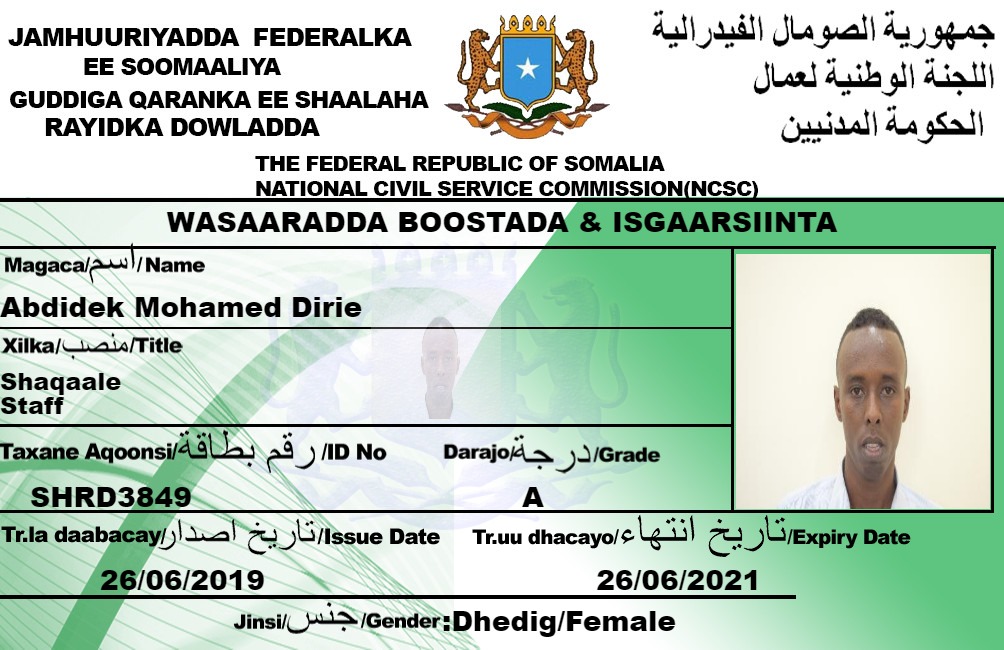 JAMHUURIYADDA FEDERALKA
EE SOOMAALIYA
GUDDIGA QARANKA EE SHAALAHA
RAYIDKA DOWLADDA
جمهورية الصومال الفيدرالية
اللجنة الوطنية لعمال
الحكومة المدنيين
THE FEDERAL REPUBLIC OF SOMALIA
NATIONAL CIVIL SERVICE COMMISSION(NCSC)
WASAARADDA BOOSTADA & ISGAARSIINTA
Magaca/اسم/Name
Abdidek Mohamed Dirie
Xilka/منصب/Title
Shaqaale
Staff
Taxane Aqoonsi/رقم بطاقة/ID No
SHRD3849
Darajo/درجة/Grade
A
Tr.la daabacay/تاريخ اصدار/Issue Date
26/06/2019
Tr.uu dhacayo/تاريخ انتهاء/Expiry Date
26/06/2021
Jinsi/جنس/Gender:Dhedig/Female